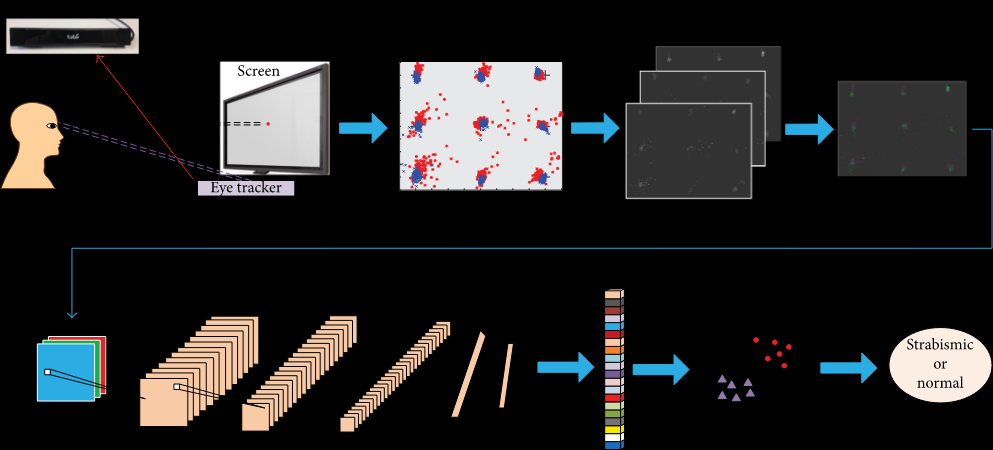 Screen
Eye tracker
Strabismic
or
normal